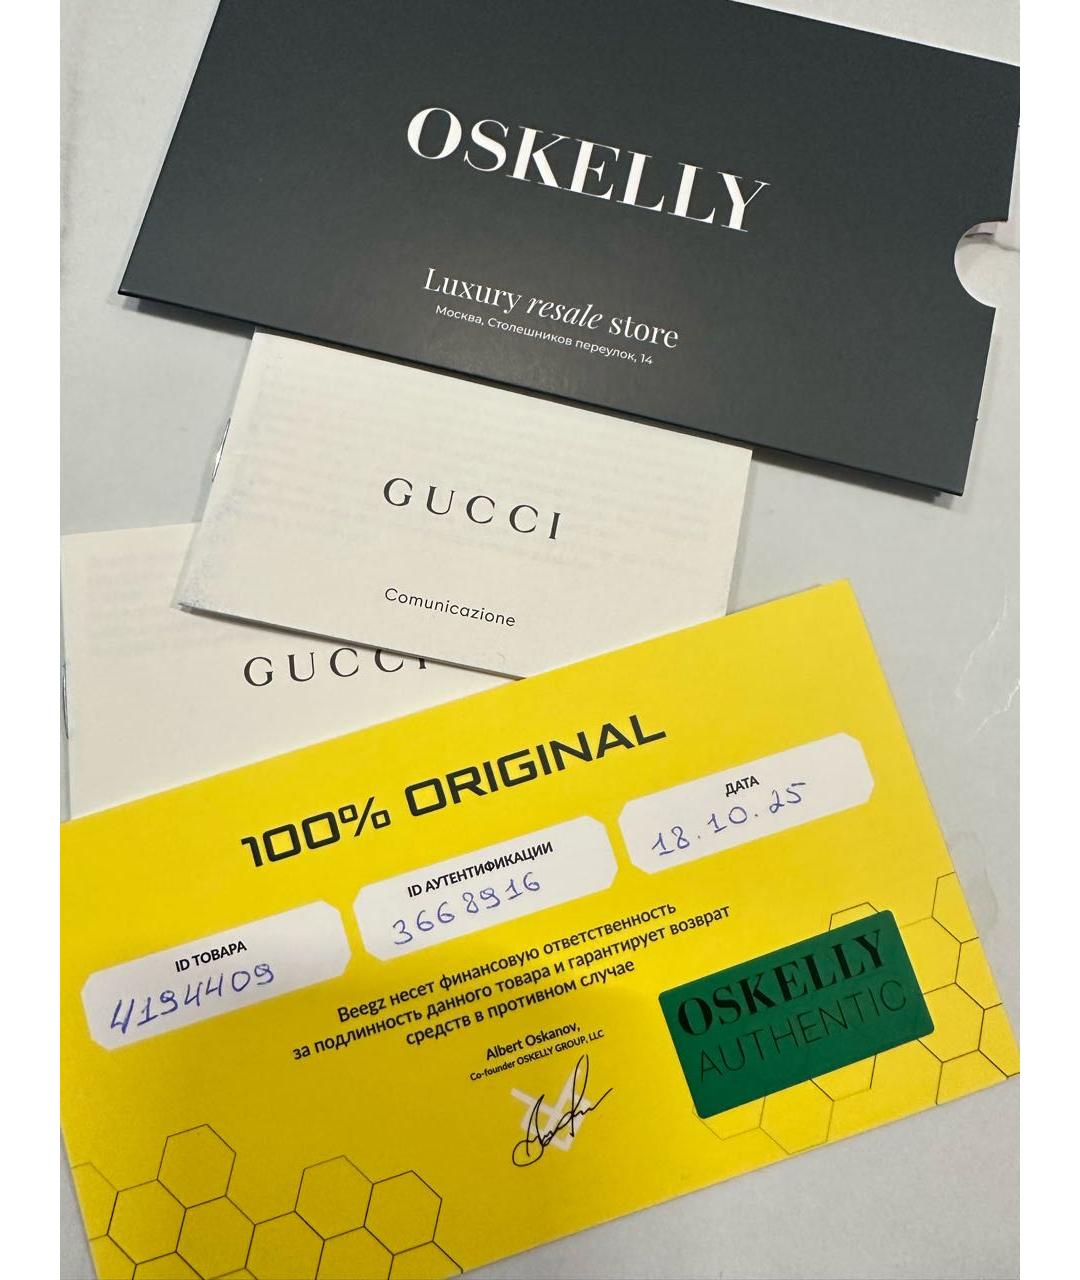 OSKELLY
Luxury resale store
Москва, Столешников переулок, 14
GUCCI
Comunicazione
GUCCI
100% ORIGINAL
ID ТОВАРА
4194409
ID АУТЕНТИФИКАЦИИ
3668916
ДАТА
18.10.25
Beegz несет финансовую ответственность
за подлинность данного товара и гарантирует возврат
средств в противном случае
Albert Oskanov,
Co-founder OSKELLY GROUP, LLC
OSKELLY
AUTHENTIC